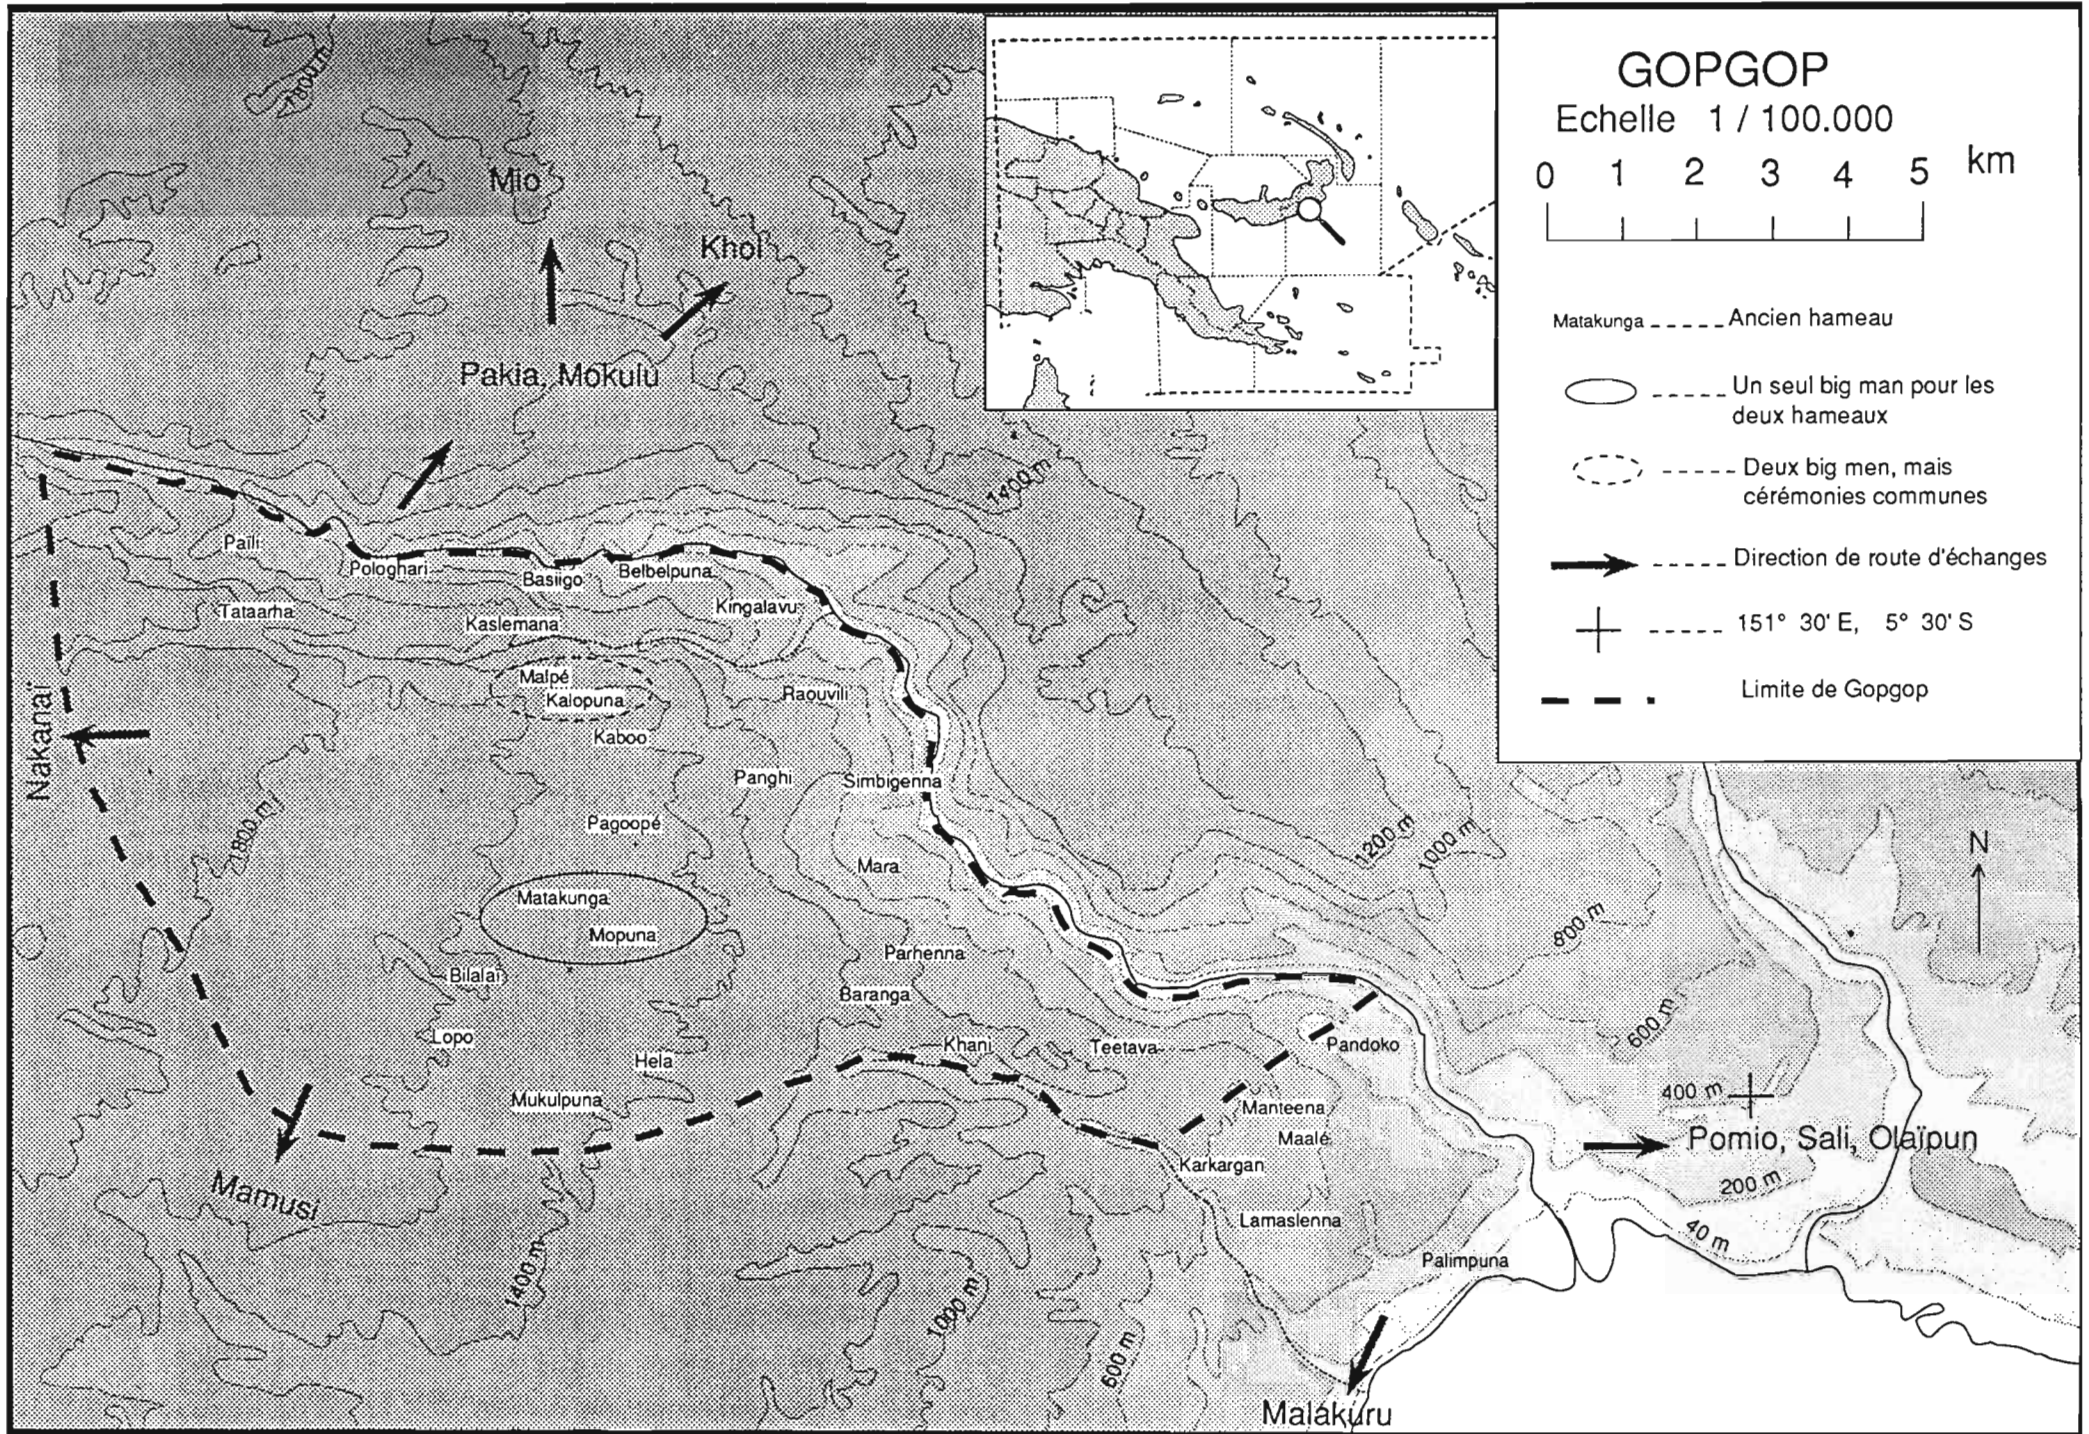 GOPGOP
Echelle 1 / 100.000
0 1 2 3 4 5 km
Matakunga ------ Ancien hameau
Un seul big man pour les
deux hameaux
Deux big men, mais
cérémonies communes
Direction de route d'échanges
151° 30' E, 5° 30' S
Limite de Gopgop
N
1800 m
Mio
Khol
Pakia, Mokulu
1400 m
Paili
Pologhari
Basiigo
Belbelpuna
Tataarha
Kaslemana
Kingalavu
Malpé
Kalopuna
Raouvili
Kaboo
Nakanaï
Panghi
Simbigenna
1800 m
Pagoopé
Mara
1200 m
1000 m
Matakunga
Mopuna
800 m
Bilalaï
Parhenna
Baranga
600 m
Lopo
Hela
Khani
Teetava
Pandoko
Mukulpuna
Manteena
400 m
Maalé
Pomio, Sali, Olaïpun
Karkargan
Mamusi
200 m
Lamaslenna
40 m
Palimpuna
1400 m
1000 m
600 m
Malakuru